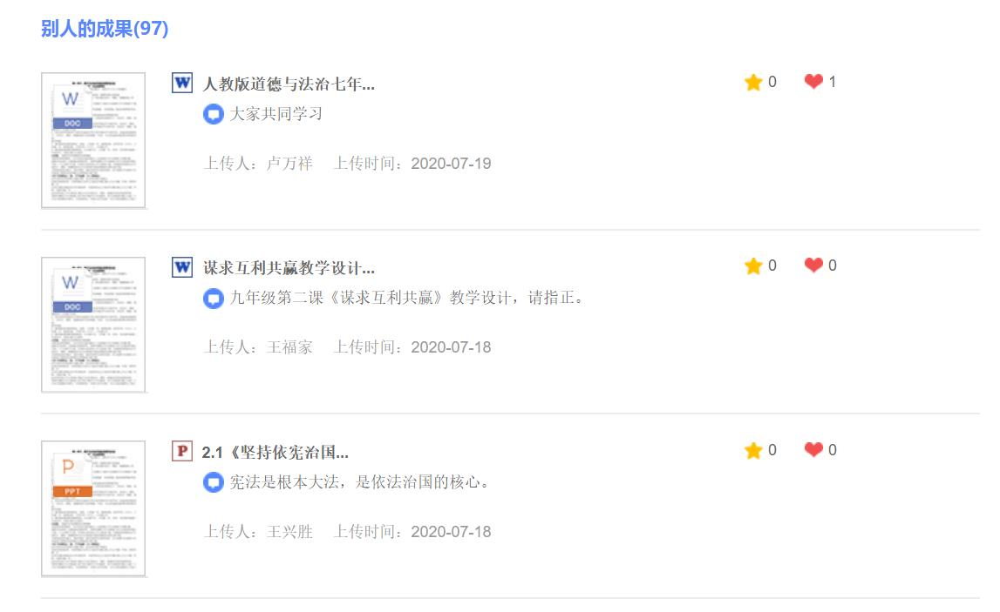 别人的成果(97)
人教版道德与法治七年... 0 1
大家共同学习
上传人：卢万祥 上传时间：2020-07-19
DOC
谋求互利共赢教学设计... 0 0
九年级第二课《谋求互利共赢》教学设计，请指正。
上传人：王福家 上传时间：2020-07-18
DOC
2.1《坚持依宪治国... 0 0
宪法是根本大法，是依法治国的核心。
上传人：王兴胜 上传时间：2020-07-18
PPT